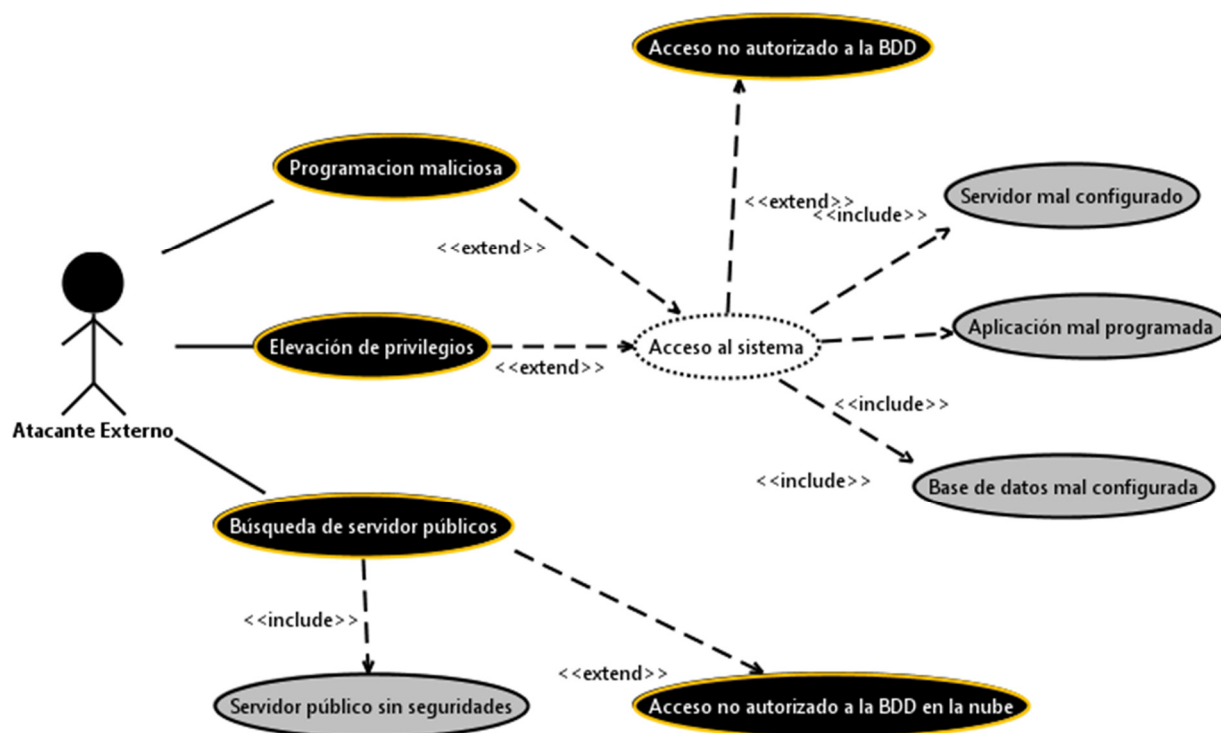 Acceso no autorizado a la BDD
Programacion maliciosa
<<extend>>
<<include>>
Servidor mal configurado
<<extend>>
Elevación de privilegios
<<extend>>
Acceso al sistema
Aplicación mal programada
Atacante Externo
<<include>>
<<include>>
Base de datos mal configurada
Búsqueda de servidor públicos
<<include>>
<<extend>>
Servidor público sin seguridades
Acceso no autorizado a la BDD en la nube